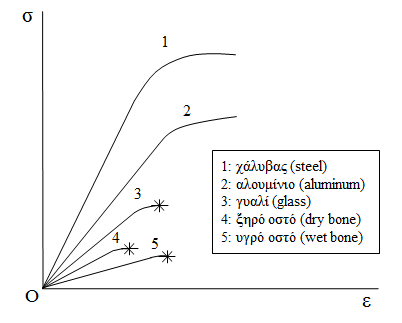 σ
1
2
3
4
5
1: χάλυβας (steel)
2: αλουμίνιο (aluminum)
3: γυαλί (glass)
4: ξηρό οστό (dry bone)
5: υγρό οστό (wet bone)
Ο
ε